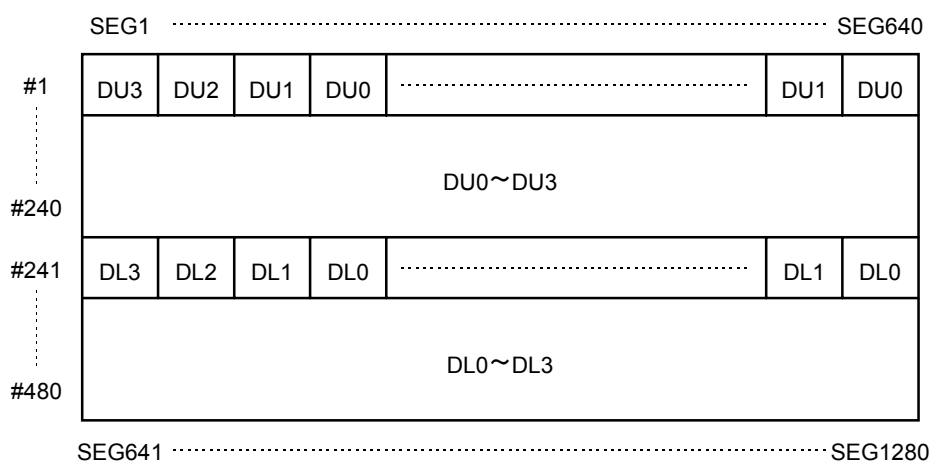 SEG1 SEG640
#1 DU3 DU2 DU1 DU0 DU1 DU0
DU0~DU3
#240
#241 DL3 DL2 DL1 DL0 DL1 DL0
DL0~DL3
#480
SEG641 SEG1280